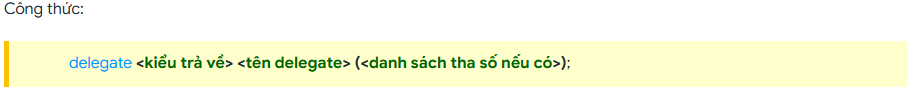 Công thức:
delegate <kiểu trả về> <tên delegate> (<danh sách tha số nếu có>);